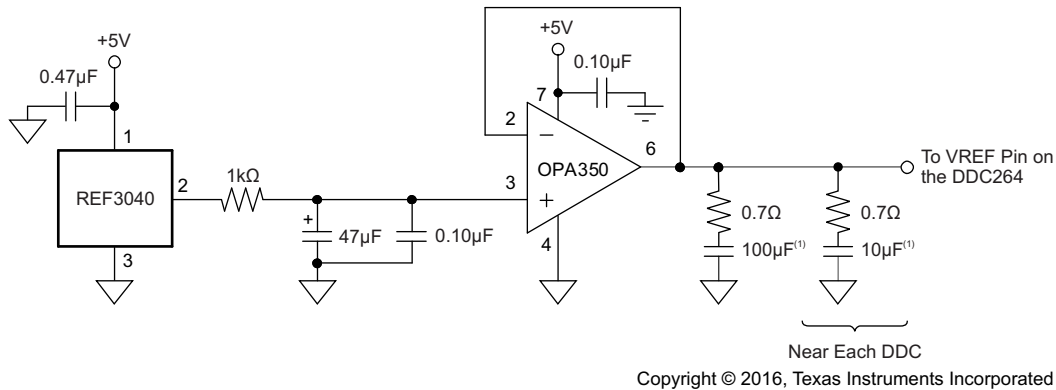 +5V
0.47µF
1
REF3040
2
3
1kΩ
+
47µF
0.10µF
+5V
0.10µF
7
2
−
OPA350
3
+
4
6
0.7Ω
100µF(1)
0.7Ω
10µF(1)
To VREF Pin on
the DDC264
Near Each DDC
Copyright © 2016, Texas Instruments Incorporated